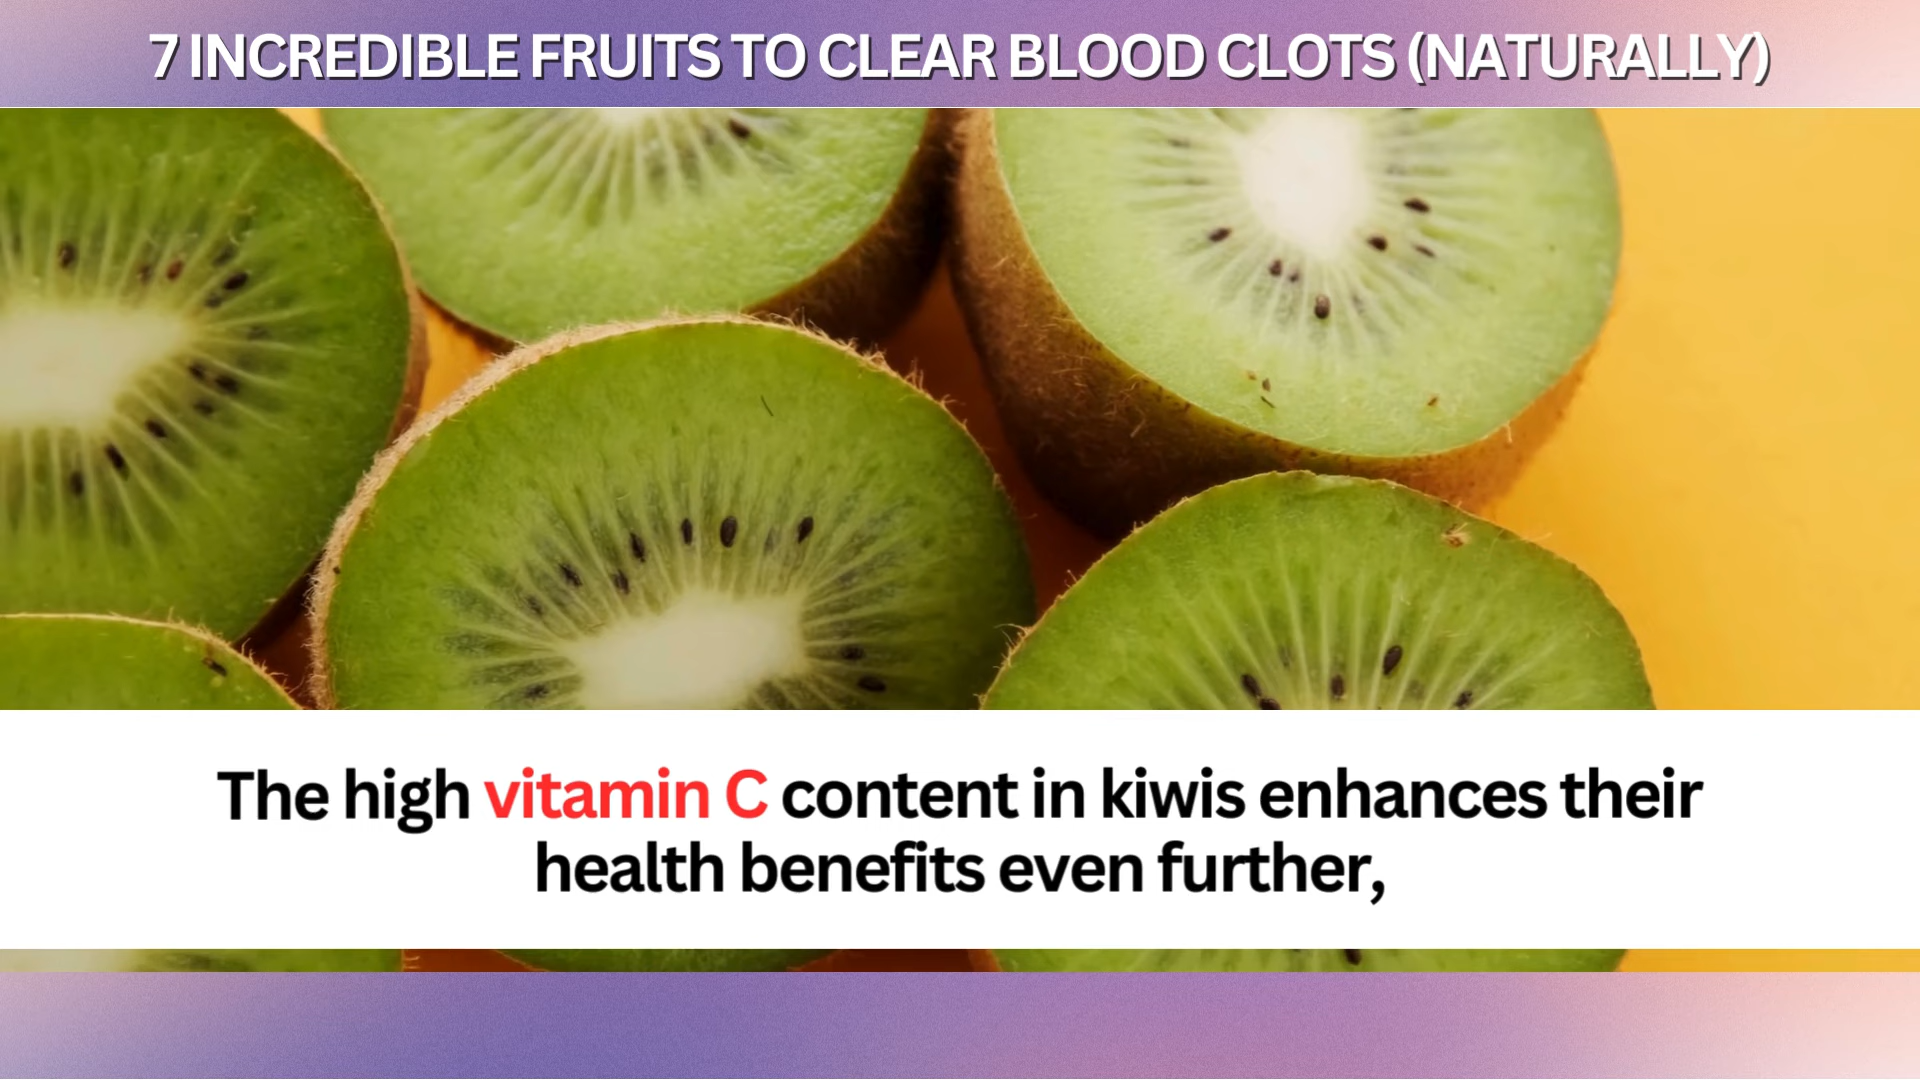 7 INCREDIBLE FRUITS TO CLEAR BLOOD CLOTS (NATURALLY)
The high vitamin C content in kiwis enhances their
health benefits even further,